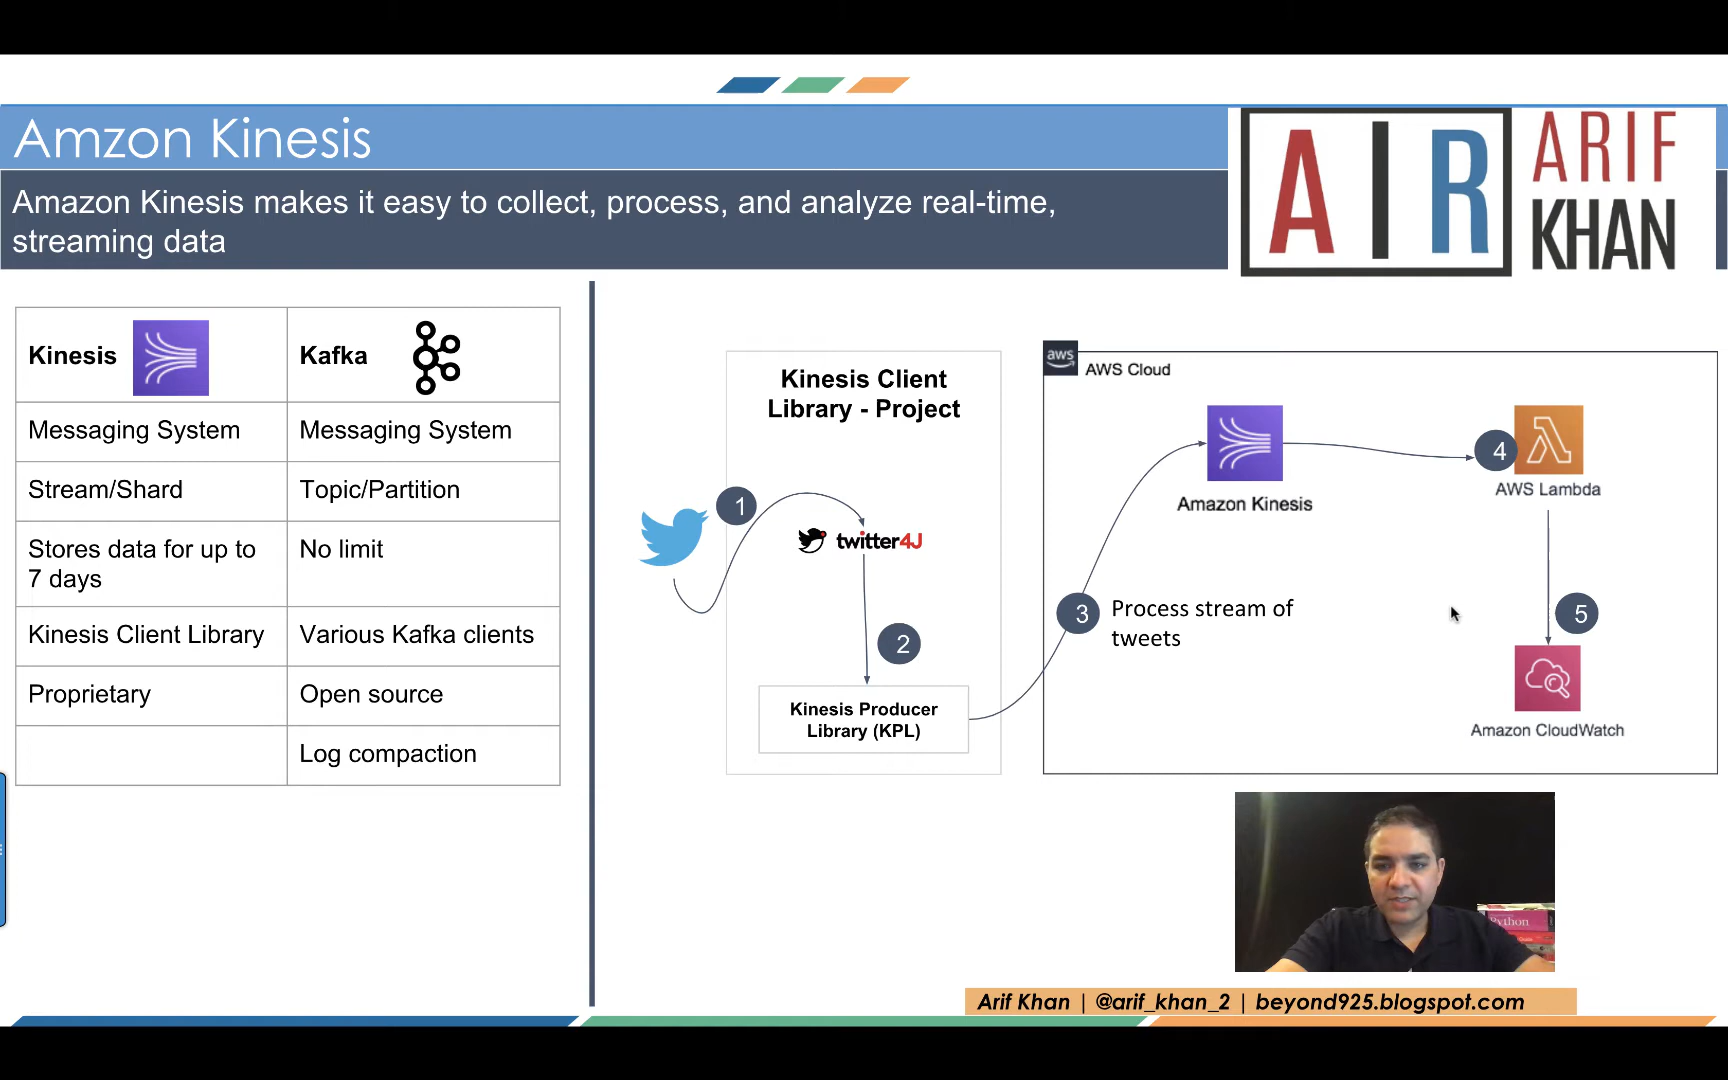 Amzon Kinesis
Amazon Kinesis makes it easy to collect, process, and analyze real-time,
streaming data
AIR
ARIF
KHAN
Kinesis
Kafka
Messaging System
Messaging System
Stream/Shard
Topic/Partition
Stores data for up to
7 days
No limit
Kinesis Client Library
Various Kafka clients
Proprietary
Open source
Log compaction
Kinesis Client
Library - Project
1
twitter4J
2
Kinesis Producer
Library (KPL)
aws
AWS Cloud
Amazon Kinesis
4
AWS Lambda
3
Process stream of
tweets
5
Amazon CloudWatch
Python
Arif Khan | @arif_khan_2 | beyond925.blogspot.com